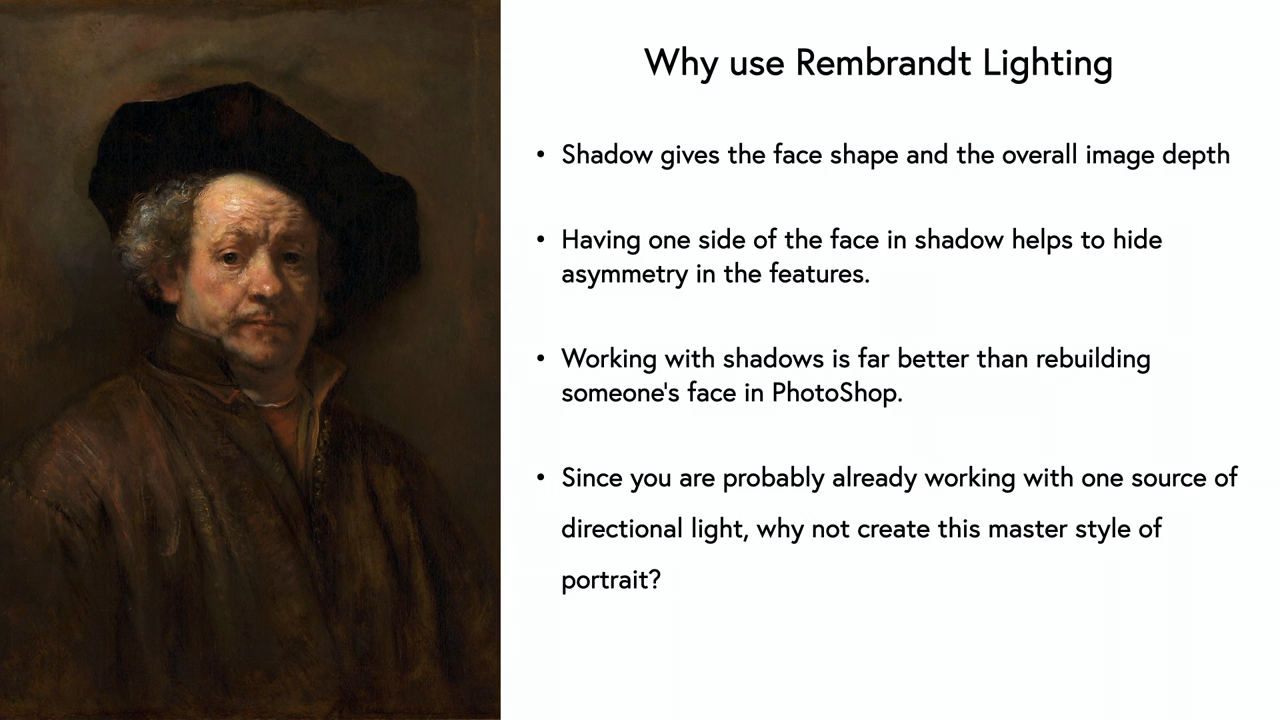 Why use Rembrandt Lighting
• Shadow gives the face shape and the overall image depth
• Having one side of the face in shadow helps to hide
asymmetry in the features.
• Working with shadows is far better than rebuilding
someone's face in PhotoShop.
• Since you are probably already working with one source of
directional light, why not create this master style of
portrait?